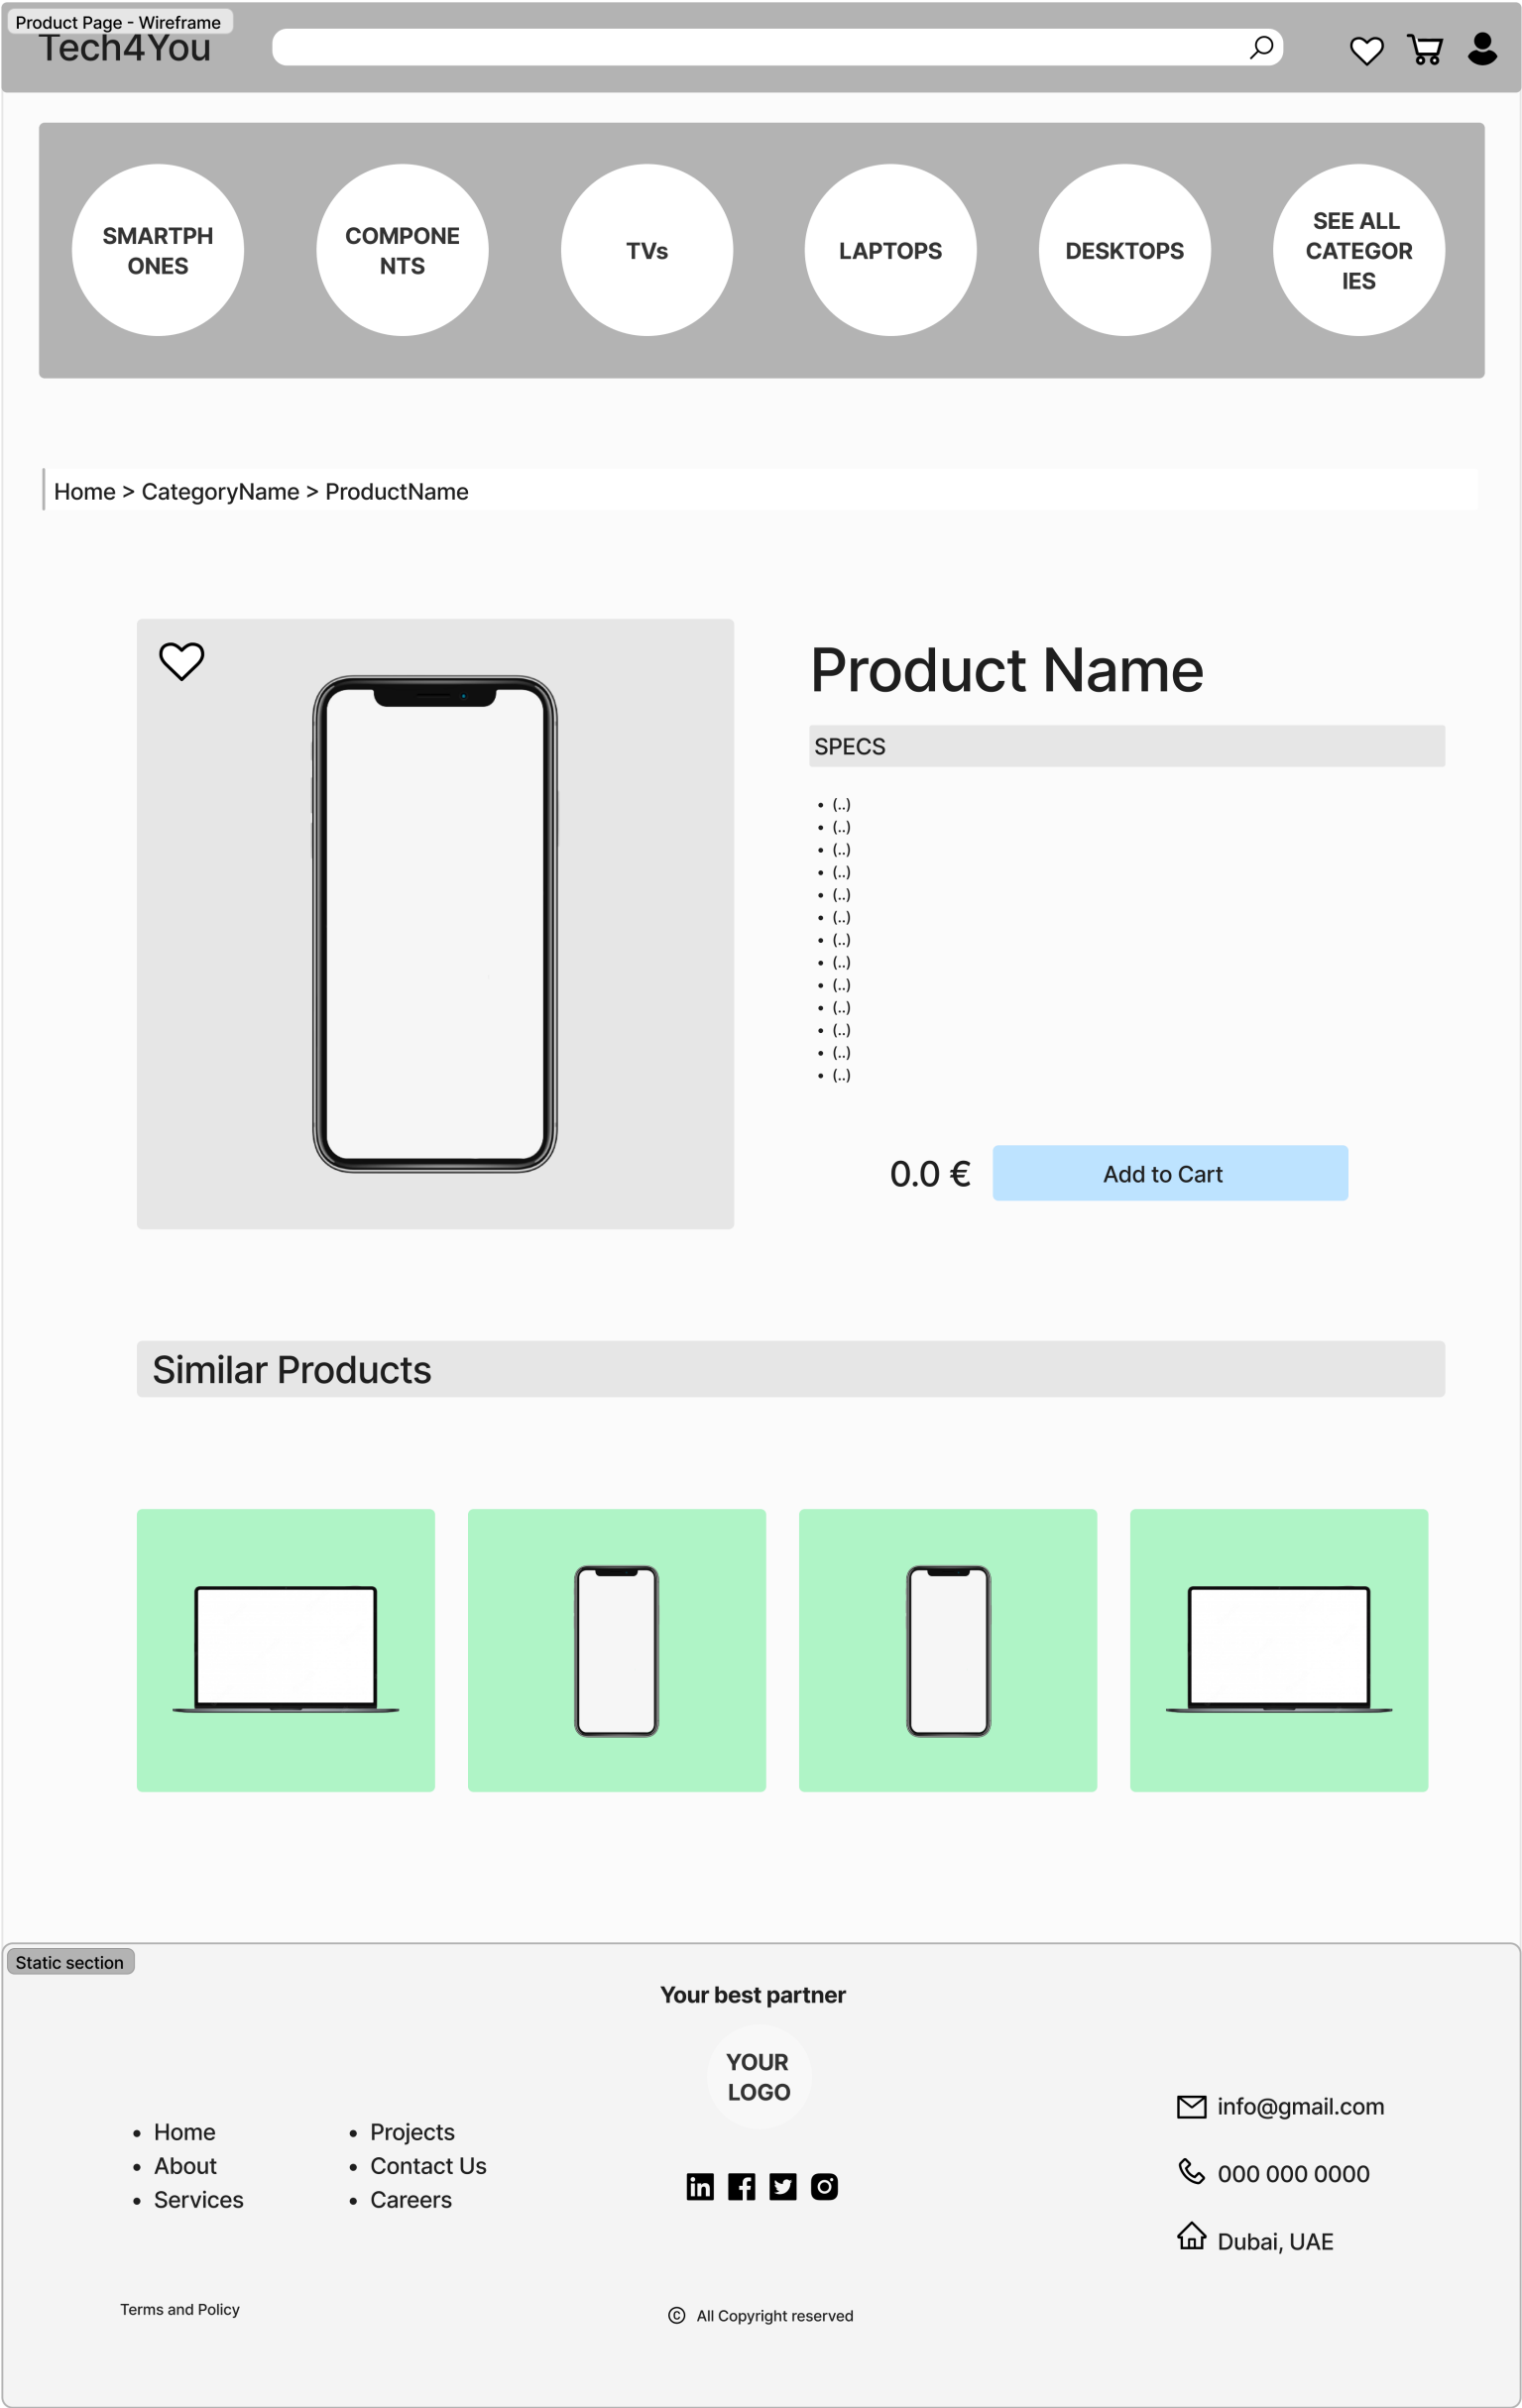 Product Page - Wireframe
Tech4You
SMARTPH
ONES
COMPONE
NTS
TVs
LAPTOPS
DESKTOPS
SEE ALL
CATEGOR
IES
Home > CategoryName > ProductName
Product Name
SPECS
• (..)
• (..)
• (..)
• (..)
• (..)
• (..)
• (..)
• (..)
• (..)
• (..)
• (..)
• (..)
• (..)
0.0 €
Add to Cart
Similar Products
Static section
Your best partner
YOUR
LOGO
• Home
• About
• Services
• Projects
• Contact Us
• Careers
info@gmail.com
000 000 0000
Dubai, UAE
Terms and Policy
© All Copyright reserved